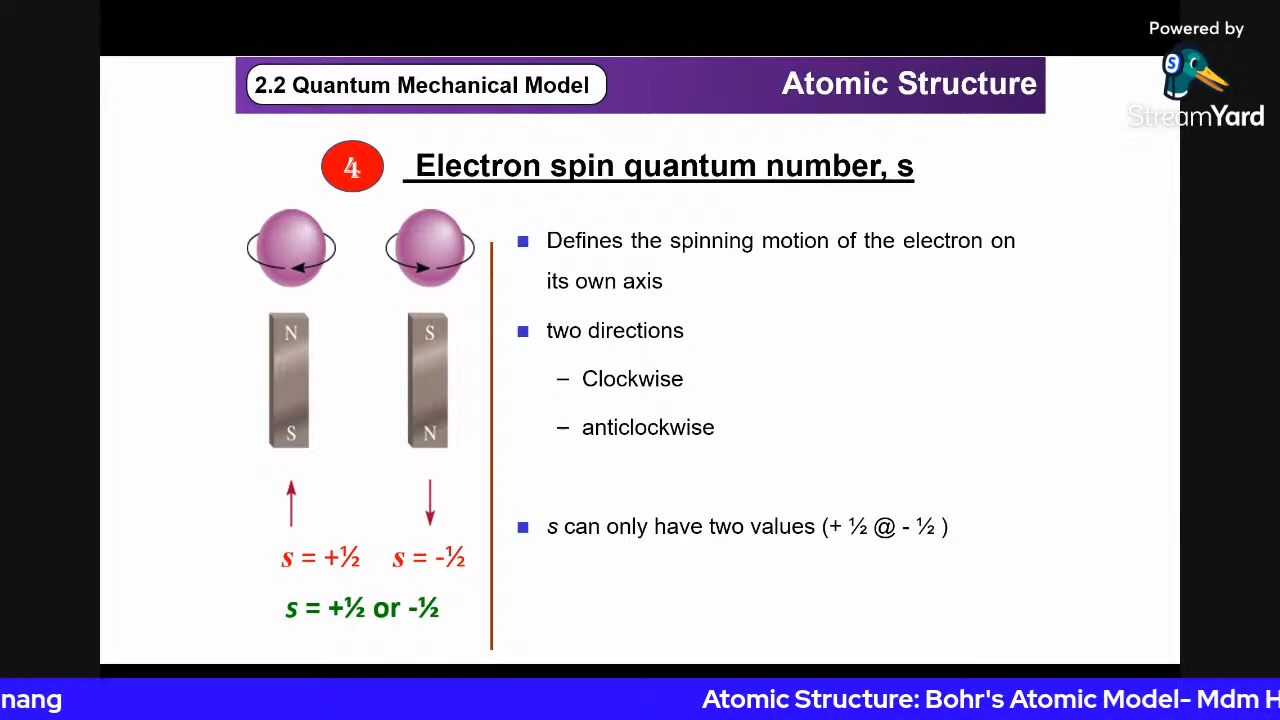 Powered by
StreamYard
2.2 Quantum Mechanical Model
Atomic Structure
4
Electron spin quantum number, s
Defines the spinning motion of the electron on
its own axis
two directions
– Clockwise
– anticlockwise
s can only have two values (+ ½ @ - ½ )
N
S
S
N
s = +½
s = -½
s = +½ or -½
nang
Atomic Structure: Bohr's Atomic Model- Mdm H